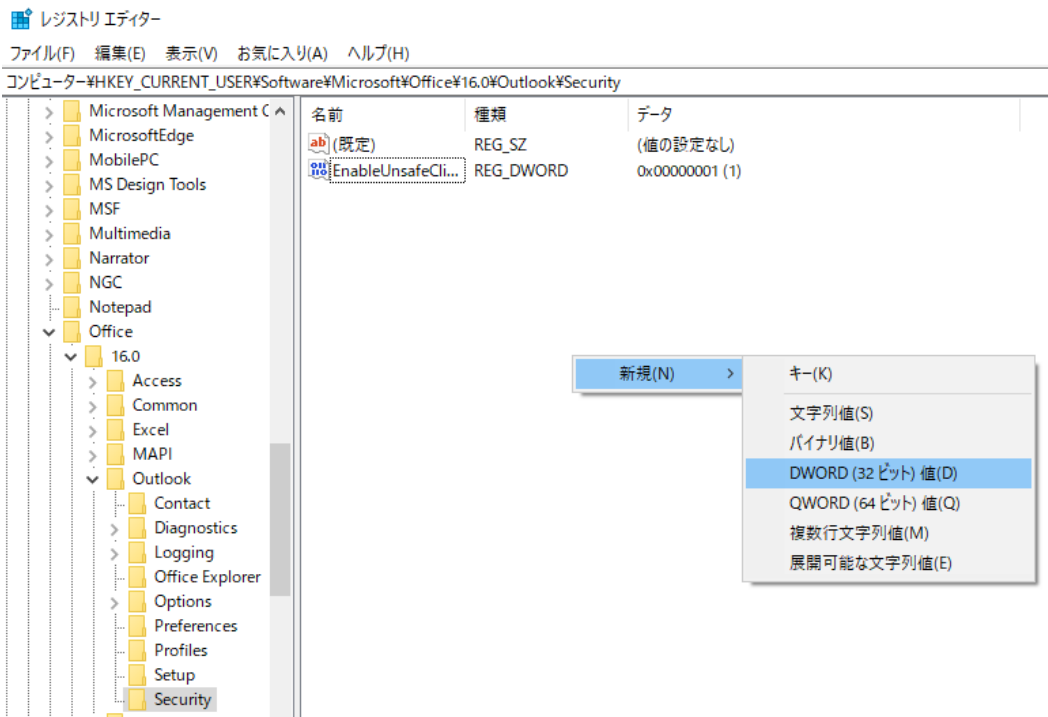 レジストリ エディター
ファイル(F) 編集(E) 表示(V) お気に入り(A) ヘルプ(H)
コンピューター¥HKEY_CURRENT_USER¥Software¥Microsoft¥Office¥16.0¥Outlook¥Security
Microsoft Management C
MicrosoftEdge
MobilePC
MS Design Tools
MSF
Multimedia
Narrator
NGC
Notepad
Office
16.0
Access
Common
Excel
MAPI
Outlook
Contact
Diagnostics
Logging
Office Explorer
Options
Preferences
Profiles
Setup
Security
名前 種類 データ
(既定) REG_SZ (値の設定なし)
EnableUnsafeCli... REG_DWORD 0x00000001 (1)
新規(N)
キー(K)
文字列値(S)
バイナリ値(B)
DWORD (32 ビット) 値(D)
QWORD (64 ビット) 値(Q)
複数行文字列値(M)
展開可能な文字列値(E)